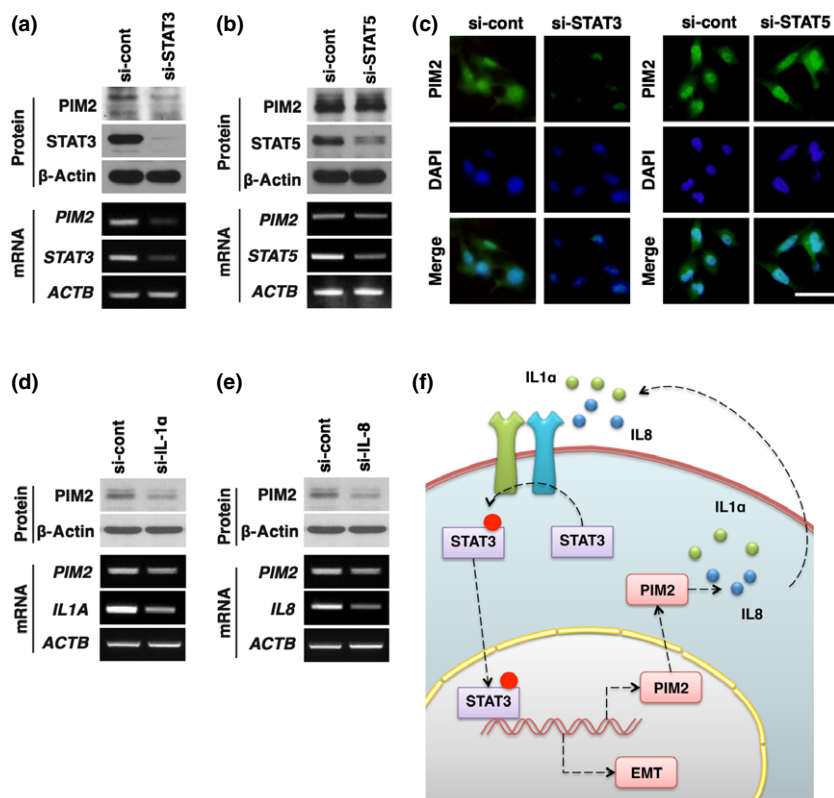 (a)
si-cont
si-STAT3
Protein
PIM2
STAT3
β-Actin
mRNA
PIM2
STAT3
ACTB
(b)
si-cont
si-STAT5
Protein
PIM2
STAT5
β-Actin
mRNA
PIM2
STAT5
ACTB
(c)
si-cont
si-STAT3
si-cont
si-STAT5
PIM2
DAPI
Merge
PIM2
DAPI
Merge
(d)
si-cont
si-IL-1α
Protein
PIM2
β-Actin
mRNA
PIM2
IL1A
ACTB
(e)
si-cont
si-IL-8
Protein
PIM2
β-Actin
mRNA
PIM2
IL8
ACTB
(f)
IL1α
IL8
STAT3
STAT3
IL1α
PIM2
IL8
STAT3
PIM2
EMT